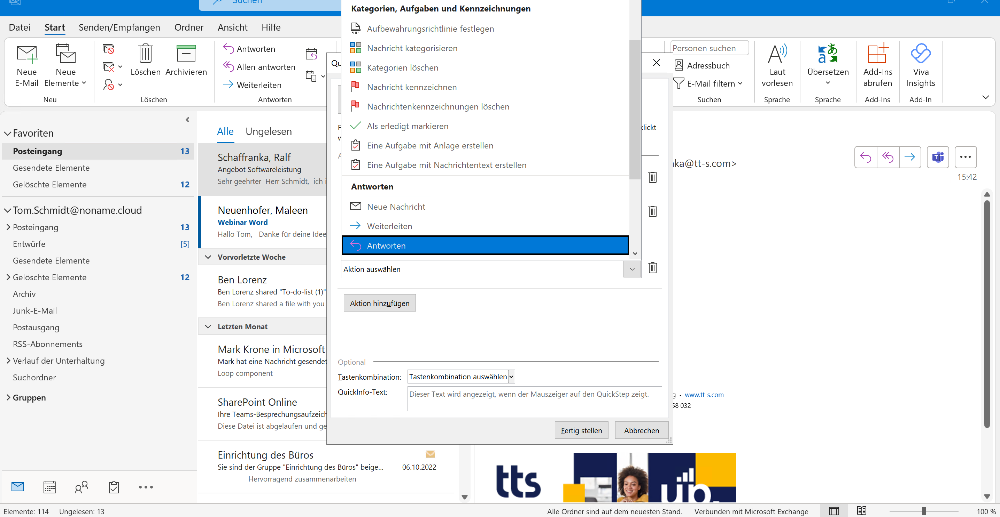 Suchen
Datei
Start
Senden/Empfangen
Ordner
Ansicht
Hilfe
Neue
E-Mail
Neue
Elemente
Neu
Löschen
Archivieren
Löschen
Antworten
Allen antworten
Weiterleiten
Antworten
Personen suchen
Adressbuch
E-Mail filtern
Suchen
Laut
vorlesen
Sprache
Übersetzen
Sprache
Add-Ins
abrufen
Add-Ins
Viva
Insights
Add-In
Favoriten
Posteingang 13
Gesendete Elemente
Gelöschte Elemente 12
Tom.Schmidt@noname.cloud
Posteingang 13
Entwürfe [5]
Gesendete Elemente
Gelöschte Elemente 12
Archiv
Junk-E-Mail
Postausgang
RSS-Abonnements
Verlauf der Unterhaltung
Suchordner
Gruppen
Alle
Ungelesen
Schaffranka, Ralf
Angebot Softwareleistung
Sehr geehrter Herr Schmidt, ich i
Neuenhofer, Maleen
Webinar Word
Hallo Tom, Danke für deine Idee
Vorvorletzte Woche
Ben Lorenz
Ben Lorenz shared "To-do-list (1)"
Ben Lorenz shared a file with you
Letzten Monat
Mark Krone in Microsoft
Mark hat eine Nachricht gesendet
Loop component
SharePoint Online
Ihre Teams-Besprechungsaufzeich
Diese Datei ist abgelaufen und ge
Einrichtung des Büros
Sie sind der Gruppe "Einrichtung des Büros" beige... 06.10.2022
Hervorragend zusammenarbeiten
Qu
klickt
Kategorien, Aufgaben und Kennzeichnungen
Aufbewahrungsrichtlinie festlegen
Nachricht kategorisieren
Kategorien löschen
Nachricht kennzeichnen
Nachrichtenkennzeichnungen löschen
Als erledigt markieren
Eine Aufgabe mit Anlage erstellen
Eine Aufgabe mit Nachrichtentext erstellen
Antworten
Neue Nachricht
Weiterleiten
Antworten
Aktion auswählen
Aktion hinzufügen
Optional
Tastenkombination: Tastenkombination auswählen
QuickInfo-Text: Dieser Text wird angezeigt, wenn der Mauszeiger auf den QuickStep zeigt.
Fertig stellen
Abbrechen
ka@tt-s.com>
15:42
g • www.tt-s.com
58 032
tts
Elemente: 114
Ungelesen: 13
Alle Ordner sind auf dem neuesten Stand.
Verbunden mit Microsoft Exchange
100 %